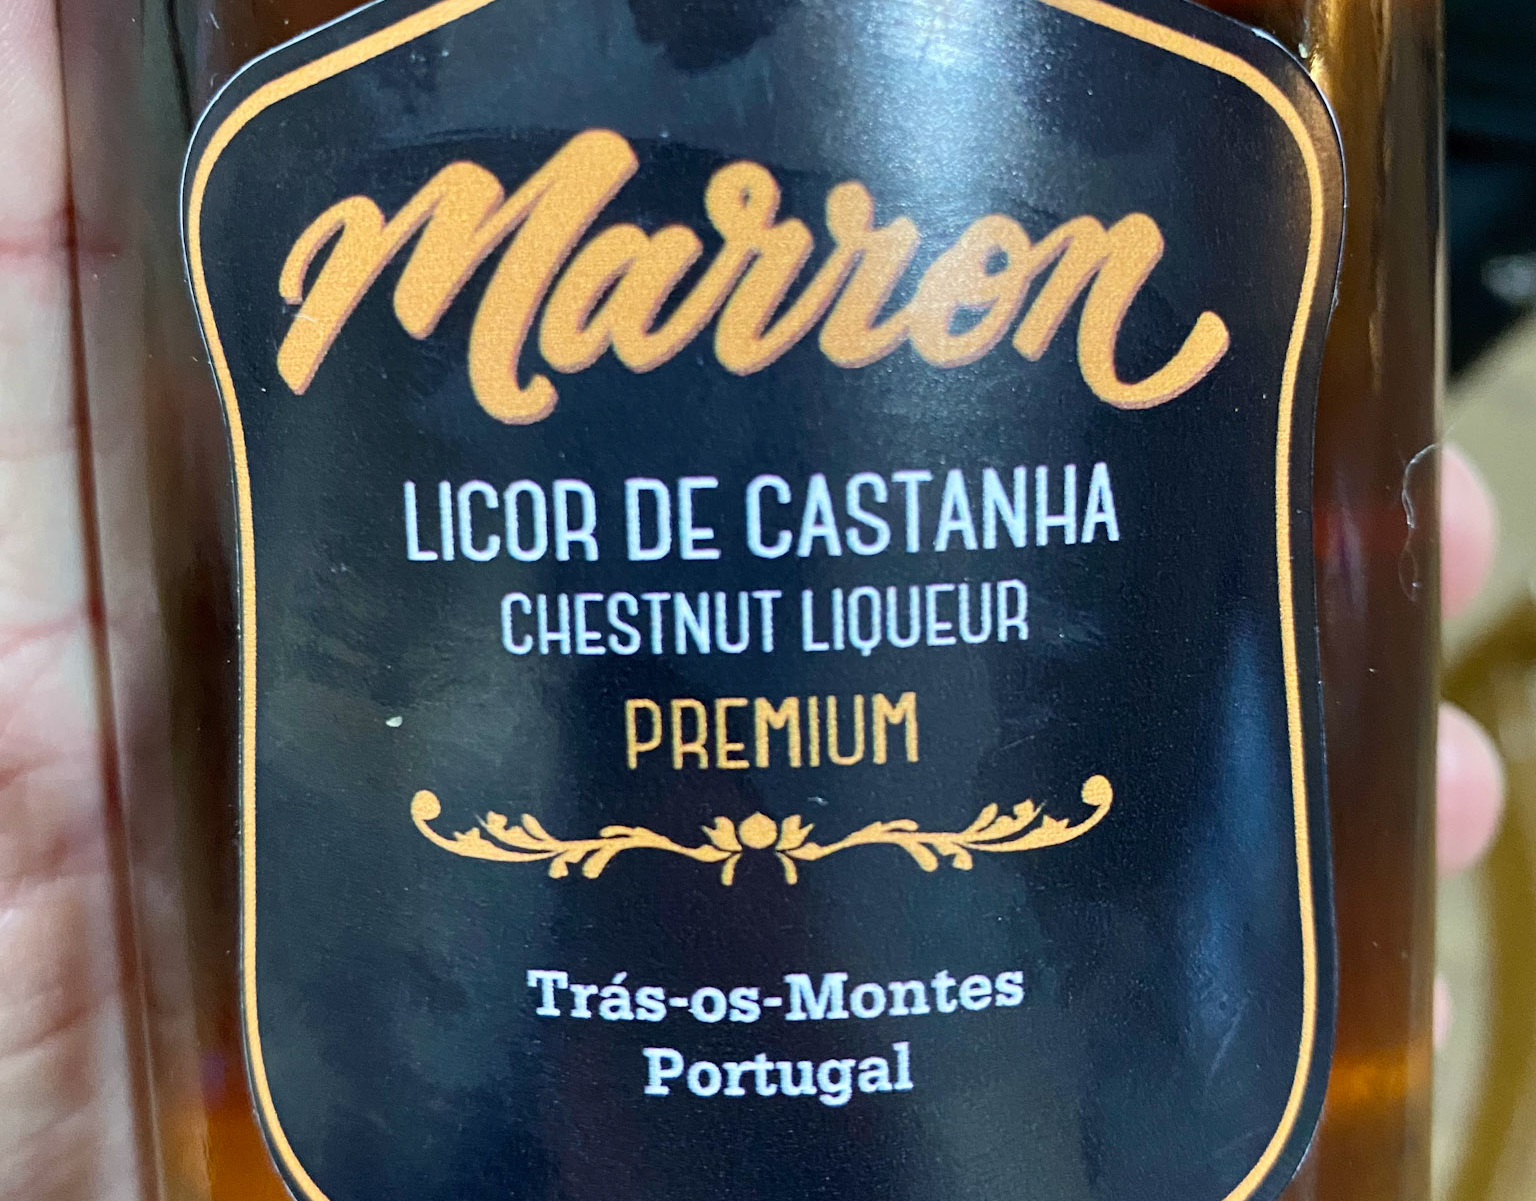 Marron
LICOR DE CASTANHA
CHESTNUT LIQUEUR
PREMIUM
Trás-os-Montes
Portugal